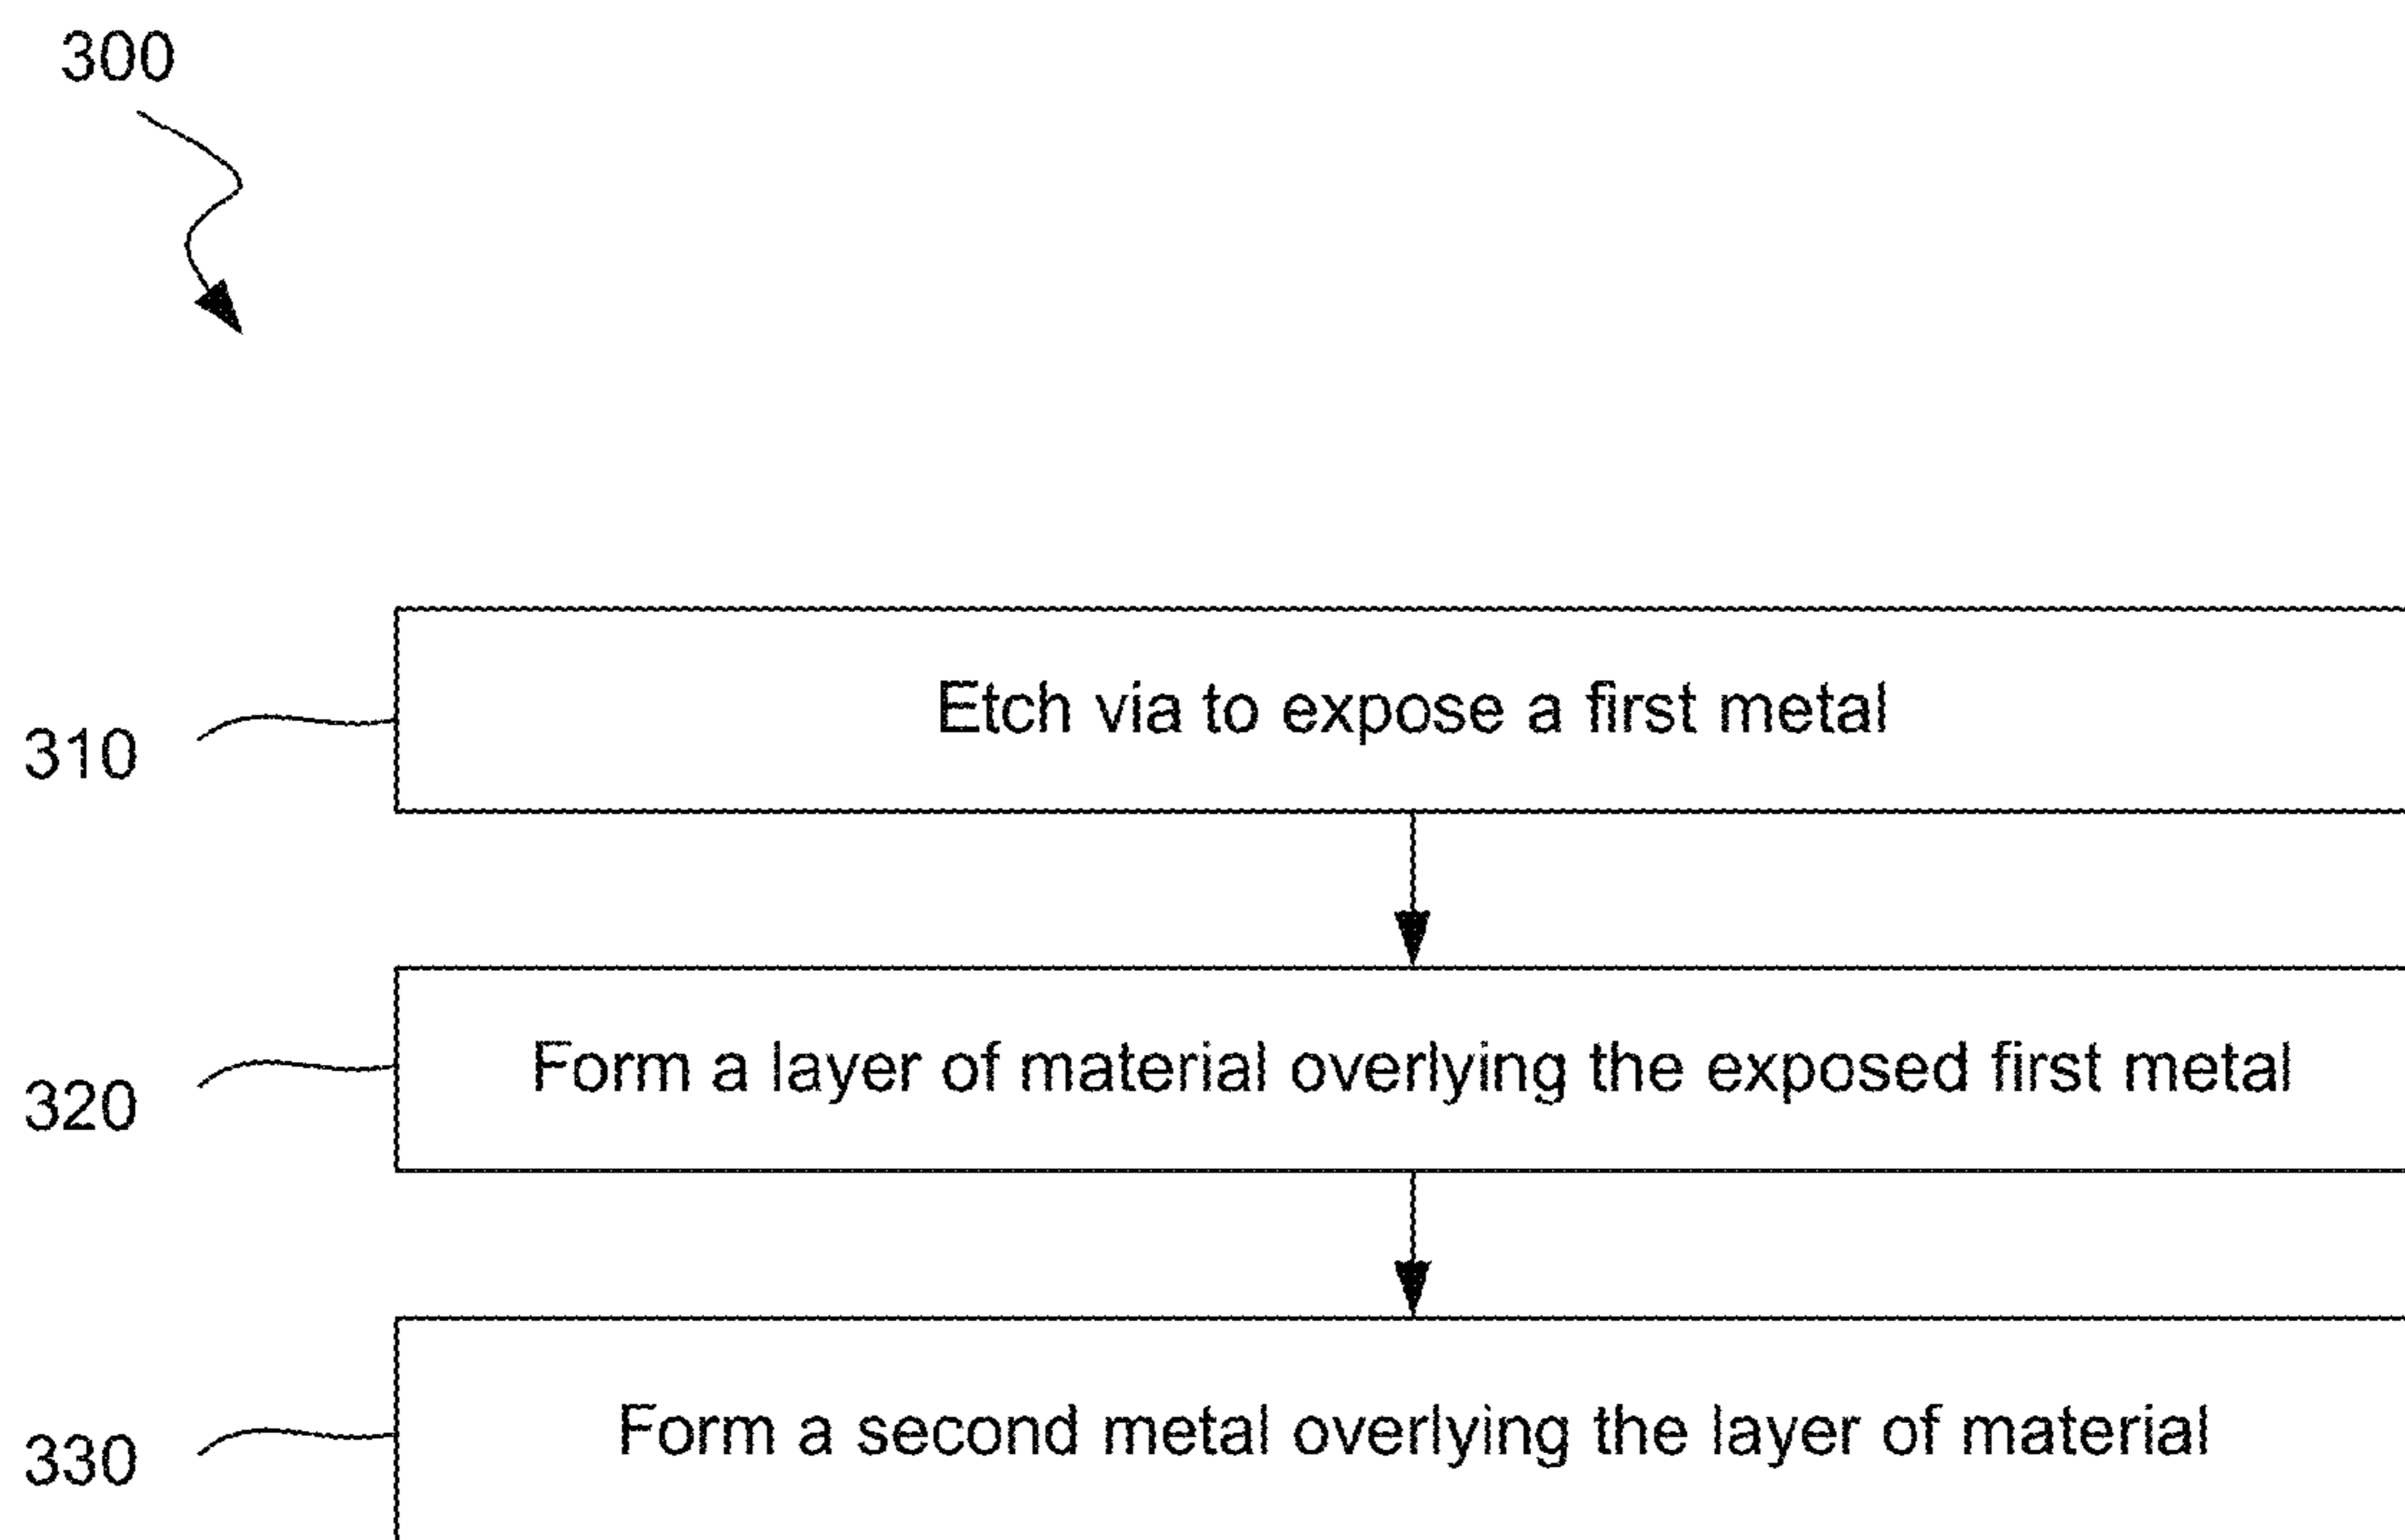 300
310
Etch via to expose a first metal
320
Form a layer of material overlying the exposed first metal
330
Form a second metal overlying the layer of material